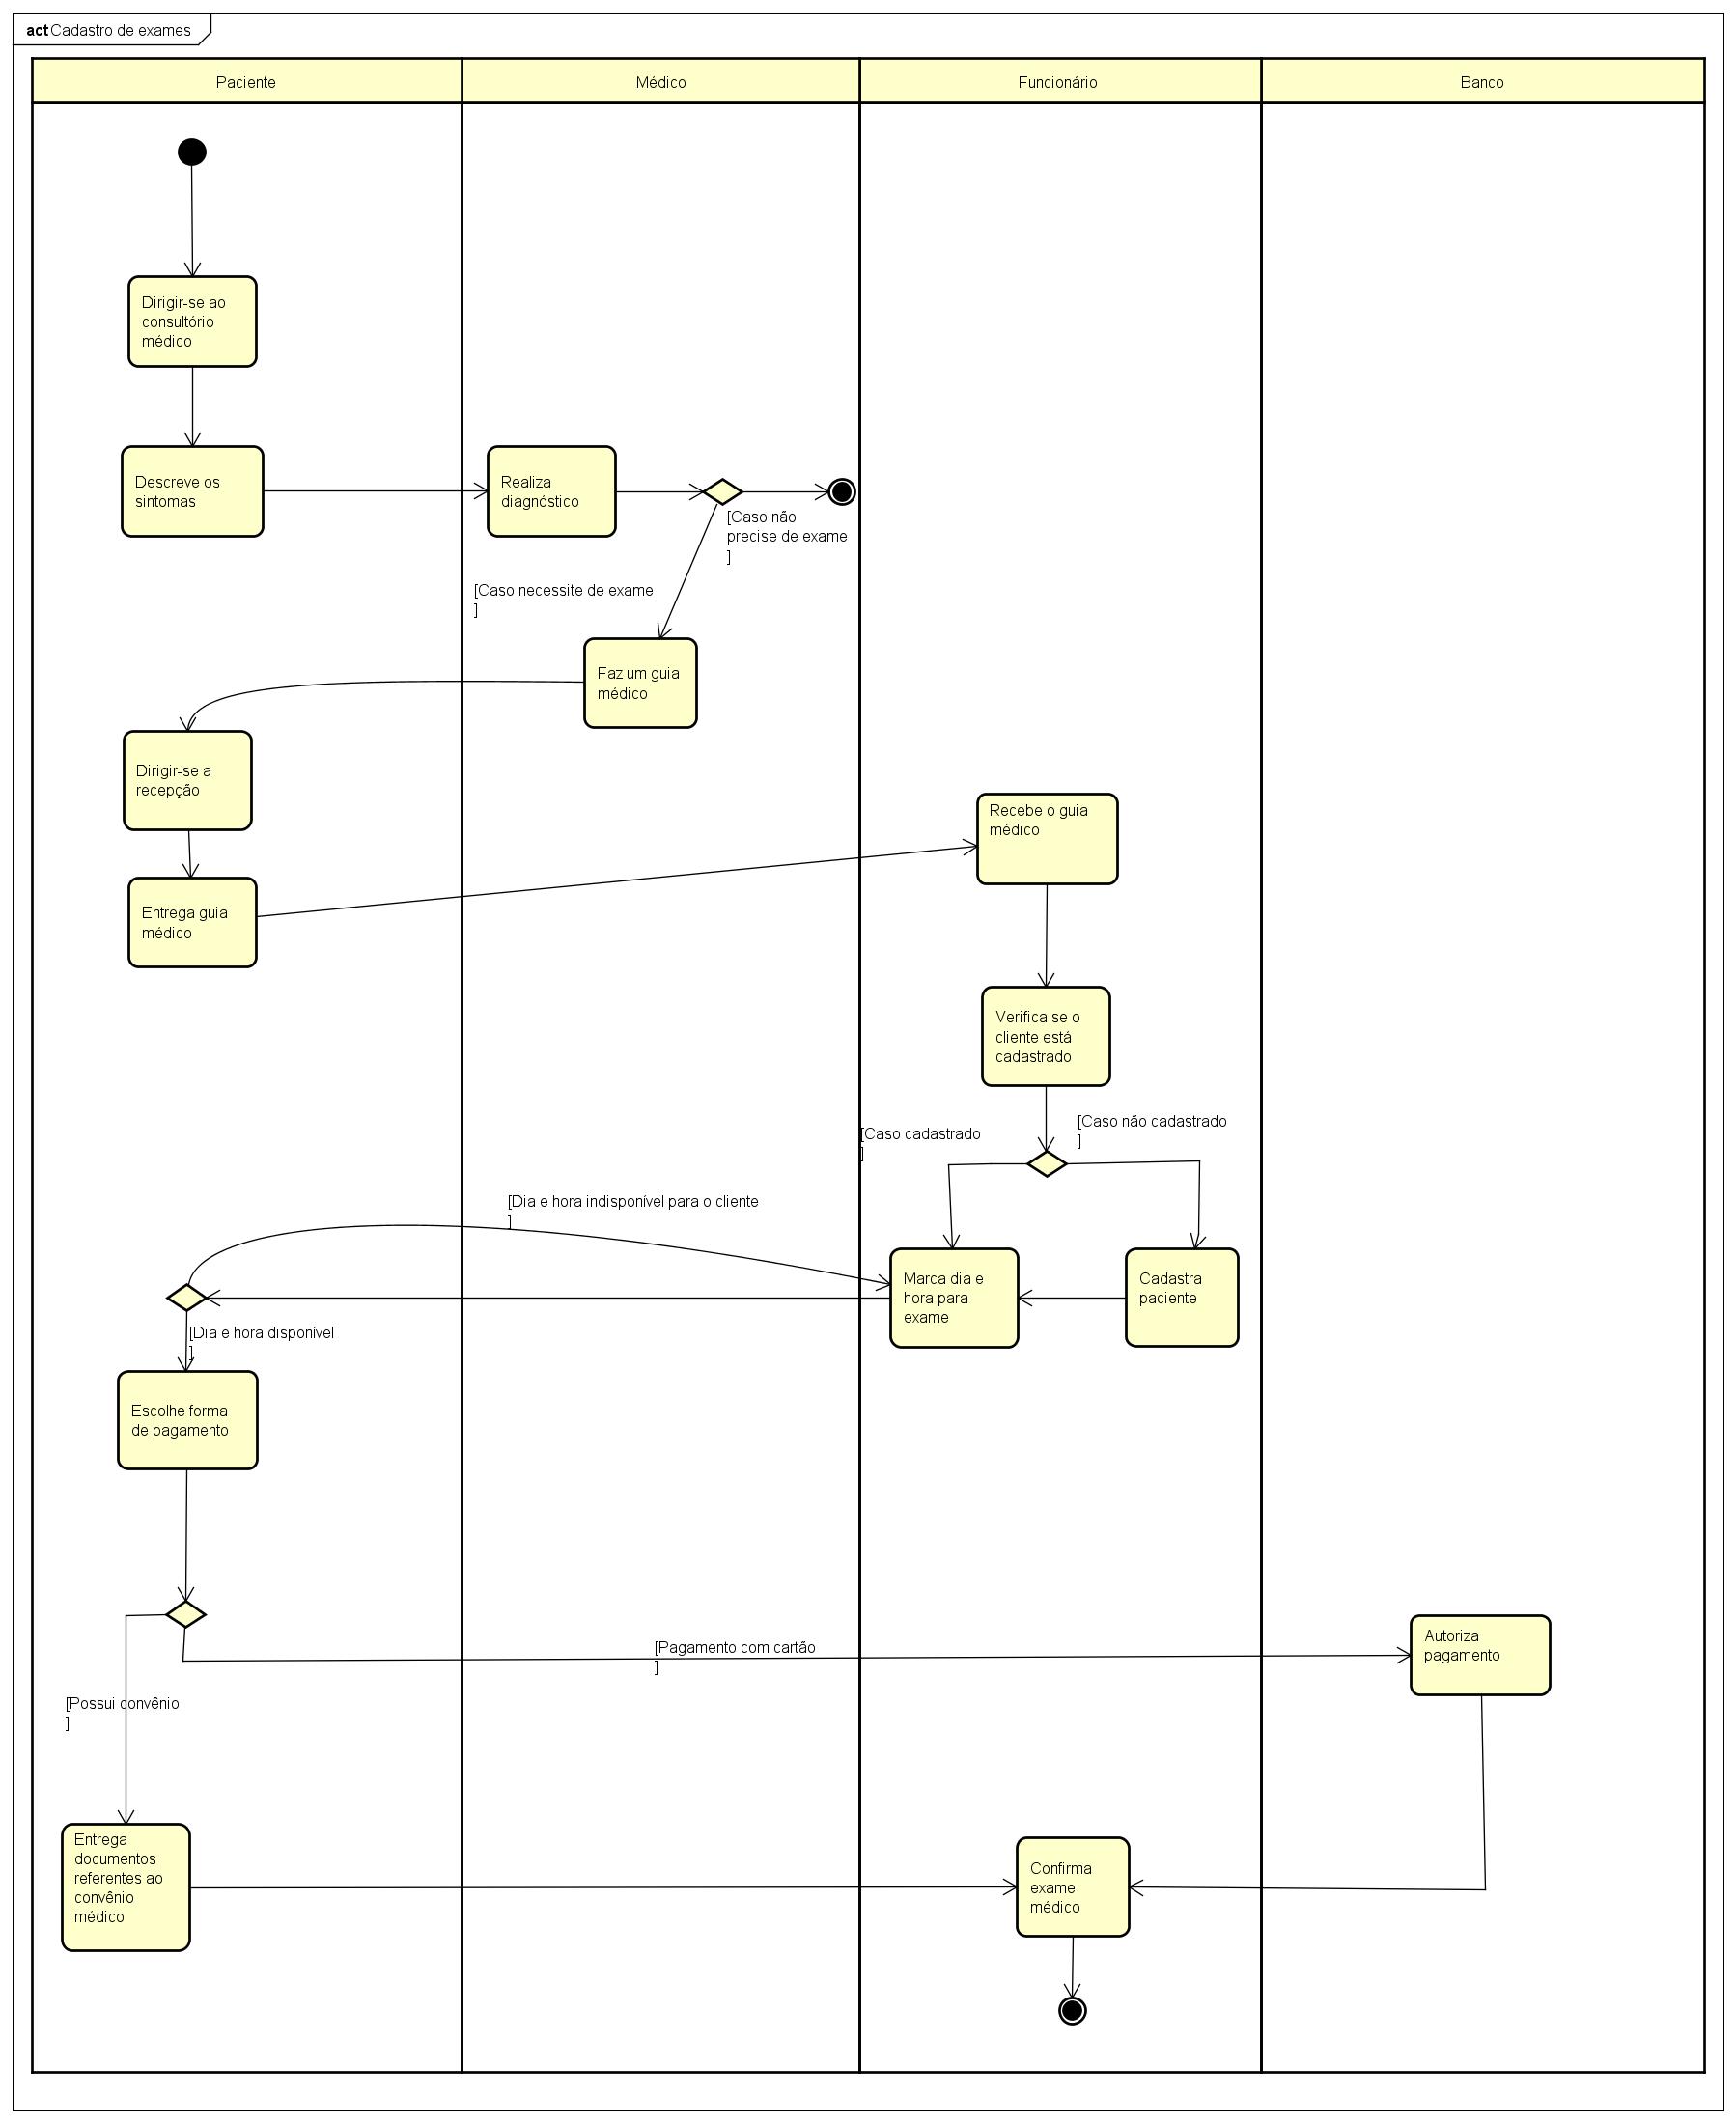 act Cadastro de exames
Paciente
Médico
Funcionário
Banco
Dirigir-se ao
consultório
médico
Descreve os
sintomas
Realiza
diagnóstico
[Caso não
precise de exame
]
[Caso necessite de exame
]
Faz um guia
médico
Dirigir-se a
recepção
Recebe o guia
médico
Entrega guia
médico
Verifica se o
cliente está
cadastrado
[Caso cadastrado
]
[Caso não cadastrado
]
[Dia e hora indisponível para o cliente
]
Marca dia e
hora para
exame
Cadastra
paciente
[Dia e hora disponível
]
Escolhe forma
de pagamento
[Pagamento com cartão
]
Autoriza
pagamento
[Possui convênio
]
Entrega
documentos
referentes ao
convênio
médico
Confirma
exame
médico